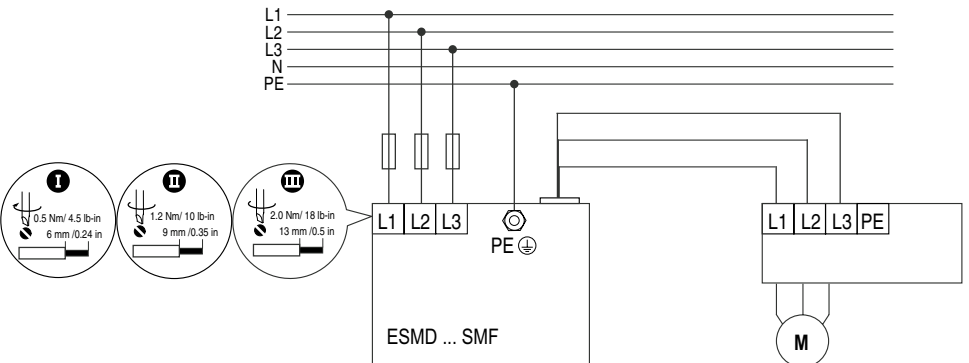 L1
L2
L3
N
PE
I
0.5 Nm/ 4.5 lb-in
6 mm /0.24 in
II
1.2 Nm/ 10 lb-in
9 mm /0.35 in
III
2.0 Nm/ 18 lb-in
13 mm /0.5 in
L1 L2 L3
PE
ESMD ... SMF
L1 L2 L3 PE
M